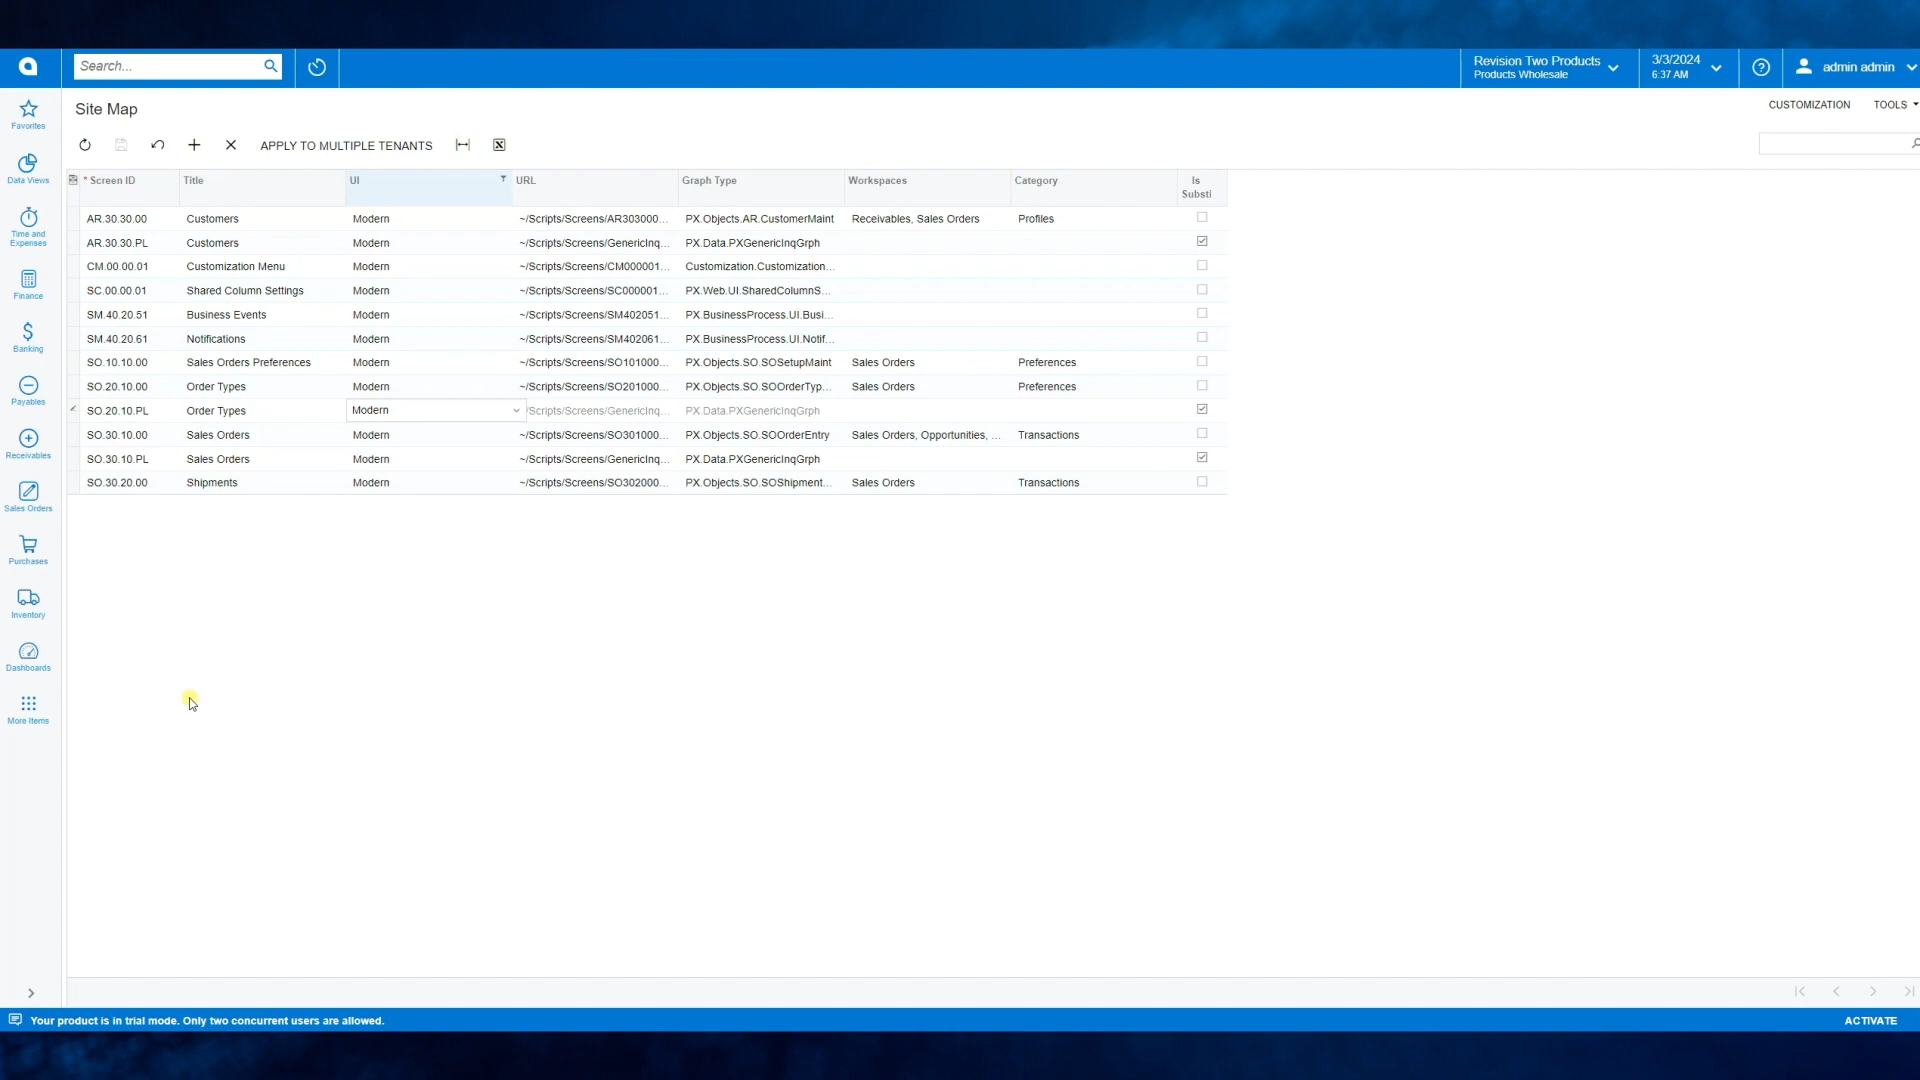 Search...
Revision Two Products
Products Wholesale
3/3/2024
6:37 AM
admin admin
Favorites
Data Views
Time and
Expenses
Finance
Banking
Payables
Receivables
Sales Orders
Purchases
Inventory
Dashboards
More Items
Site Map
CUSTOMIZATION TOOLS
APPLY TO MULTIPLE TENANTS
* Screen ID Title UI URL Graph Type Workspaces Category Is Substi
AR.30.30.00 Customers Modern ~/Scripts/Screens/AR303000... PX.Objects.AR.CustomerMaint Receivables, Sales Orders Profiles
AR.30.30.PL Customers Modern ~/Scripts/Screens/GenericInq... PX.Data.PXGenericInqGrph
CM.00.00.01 Customization Menu Modern ~/Scripts/Screens/CM000001... Customization.Customization...
SC.00.00.01 Shared Column Settings Modern ~/Scripts/Screens/SC000001... PX.Web.UI.SharedColumnS...
SM.40.20.51 Business Events Modern ~/Scripts/Screens/SM402051... PX.BusinessProcess.UI.Busi...
SM.40.20.61 Notifications Modern ~/Scripts/Screens/SM402061... PX.BusinessProcess.UI.Notif...
SO.10.10.00 Sales Orders Preferences Modern ~/Scripts/Screens/SO101000... PX.Objects.SO.SOSetupMaint Sales Orders Preferences
SO.20.10.00 Order Types Modern ~/Scripts/Screens/SO201000... PX.Objects.SO.SOOrderTyp... Sales Orders Preferences
SO.20.10.PL Order Types Modern /Scripts/Screens/GenericInq... PX.Data.PXGenericInqGrph
SO.30.10.00 Sales Orders Modern ~/Scripts/Screens/SO301000... PX.Objects.SO.SOOrderEntry Sales Orders, Opportunities, ... Transactions
SO.30.10.PL Sales Orders Modern ~/Scripts/Screens/GenericInq... PX.Data.PXGenericInqGrph
SO.30.20.00 Shipments Modern ~/Scripts/Screens/SO302000... PX.Objects.SO.SOShipment... Sales Orders Transactions
Your product is in trial mode. Only two concurrent users are allowed.
ACTIVATE